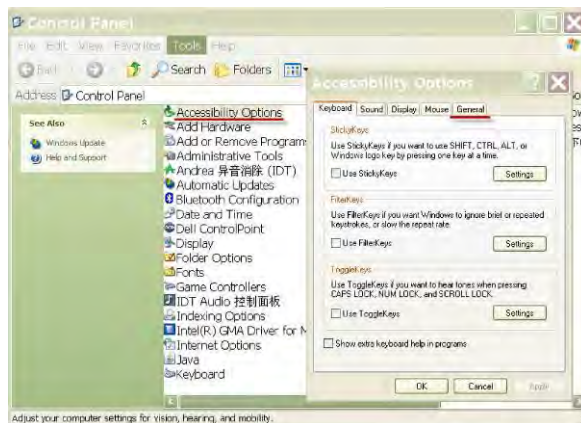 Control Panel
File Edit View Favorites Tools Help
Back Search Folders
Address Control Panel
See Also
Windows Update
Help and Support
Accessibility Options
Add Hardware
Add or Remove Program
Administrative Tools
Andrea 异音消除 (IDT)
Automatic Updates
Bluetooth Configuration
Date and Time
Dell ControlPoint
Display
Folder Options
Fonts
Game Controllers
IDT Audio 控制面板
Indexing Options
Intel(R) GMA Driver for M
Internet Options
Java
Keyboard
Accessibility Options
Keyboard Sound Display Mouse General
StickyKeys
Use StickyKeys if you want to use SHIFT, CTRL, ALT, or
Windows logo key by pressing one key at a time.
Use StickyKeys Settings
FilterKeys
Use FilterKeys if you want Windows to ignore brief or repeated
keystrokes, or slow the repeat rate.
Use FilterKeys Settings
ToggleKeys
Use ToggleKeys if you want to hear tones when pressing
CAPS LOCK, NUM LOCK, and SCROLL LOCK.
Use ToggleKeys Settings
Show extra keyboard help in programs
OK Cancel Apply
Adjust your computer settings for vision, hearing, and mobility.